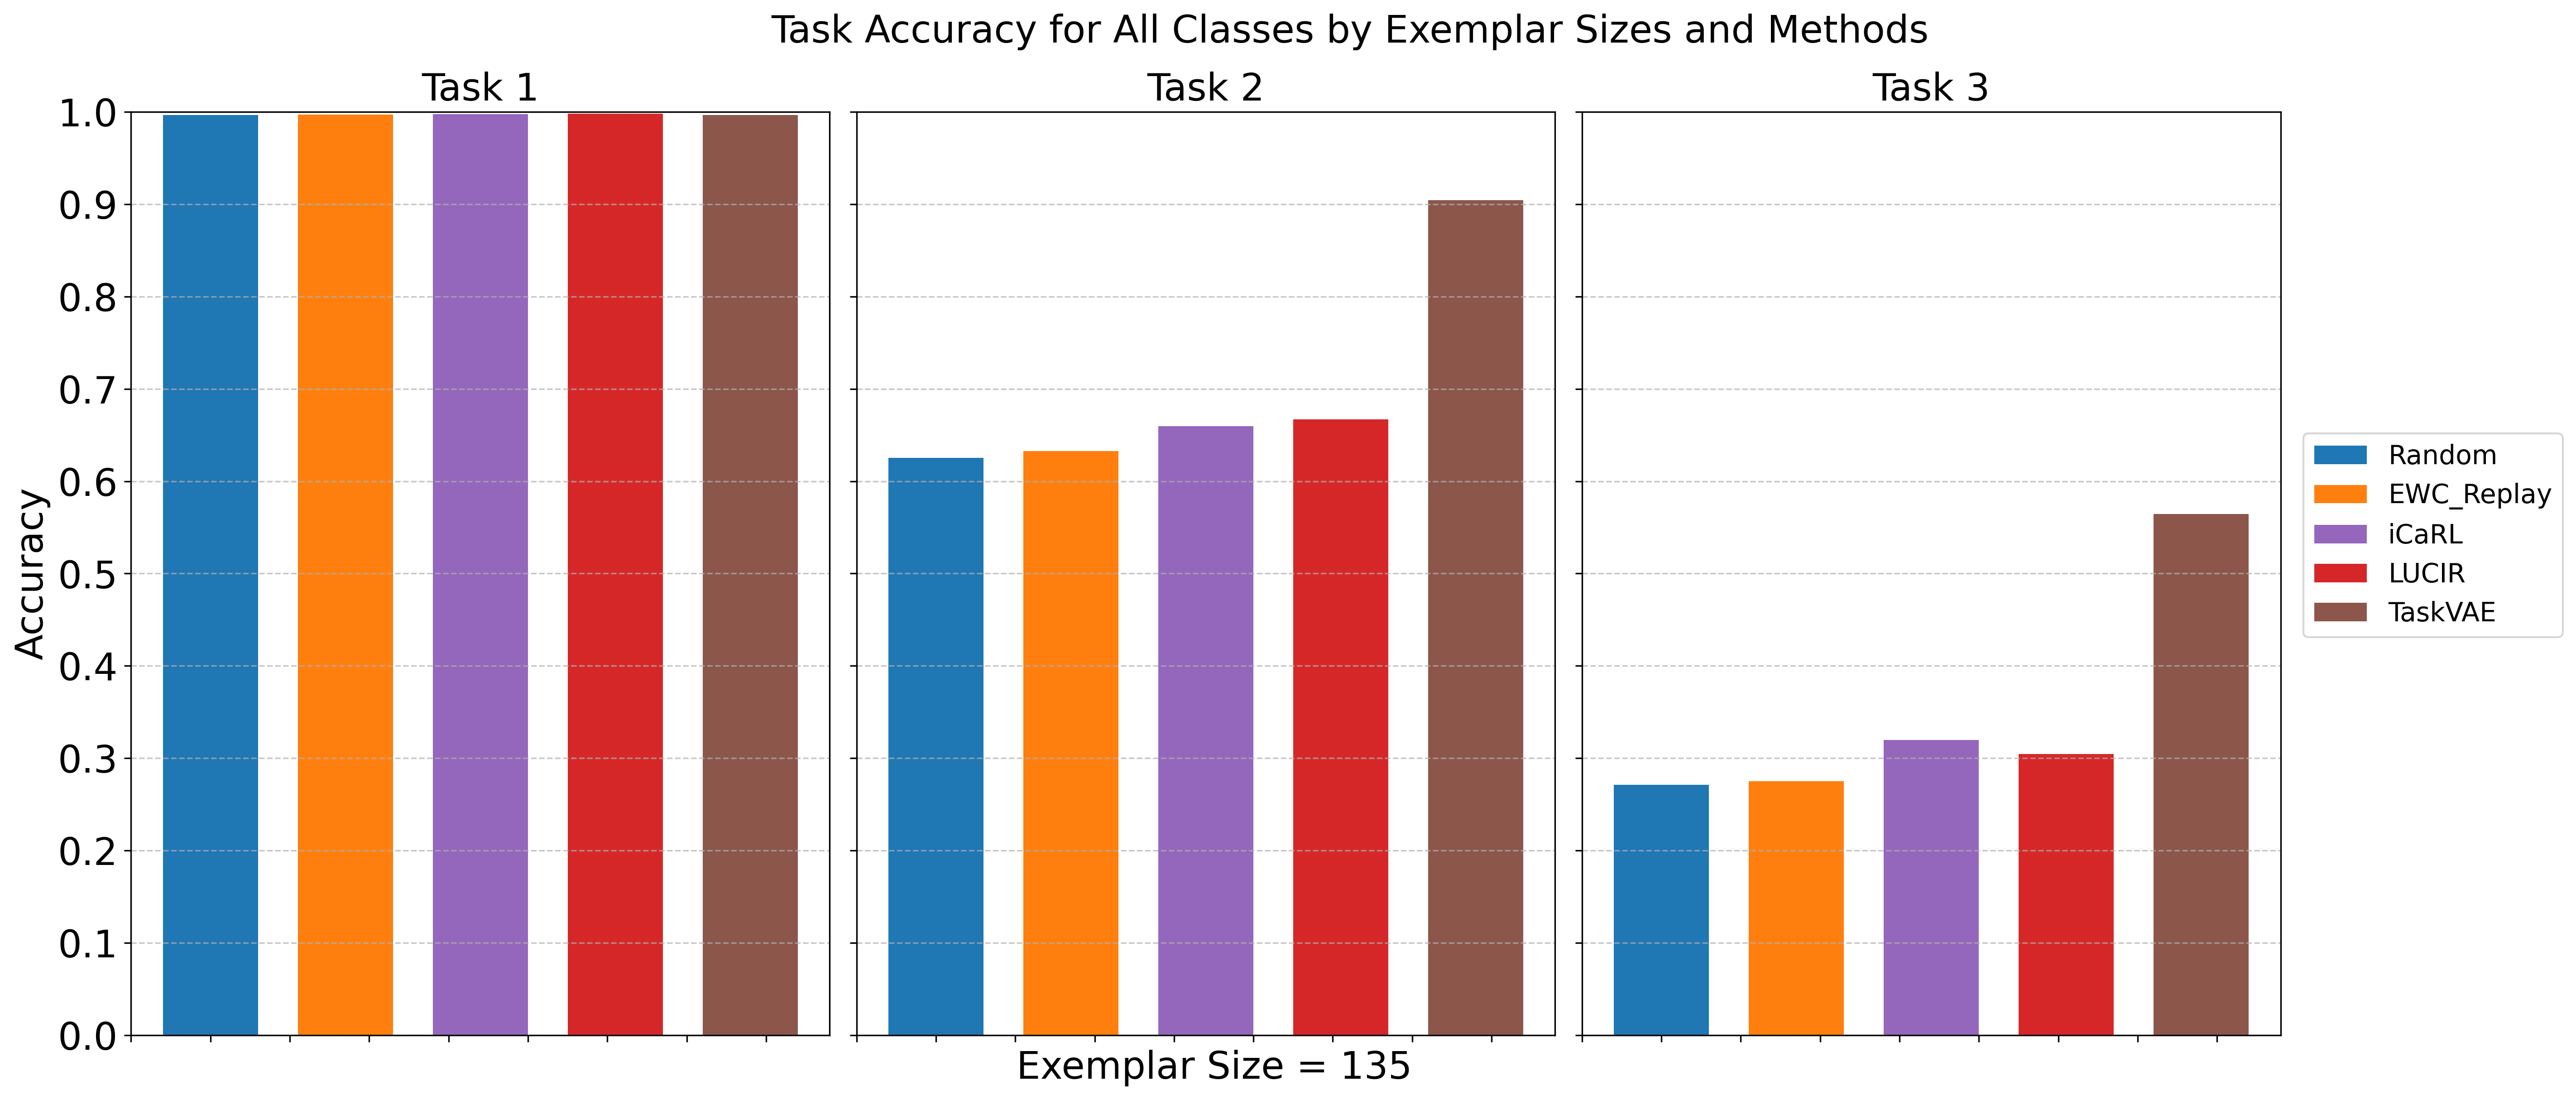 Task Accuracy for All Classes by Exemplar Sizes and Methods
Task 1
Task 2
Task 3
1.0
0.9
0.8
0.7
0.6
0.5
0.4
0.3
0.2
0.1
0.0
Accuracy
Exemplar Size = 135
Random
EWC_Replay
iCaRL
LUCIR
TaskVAE